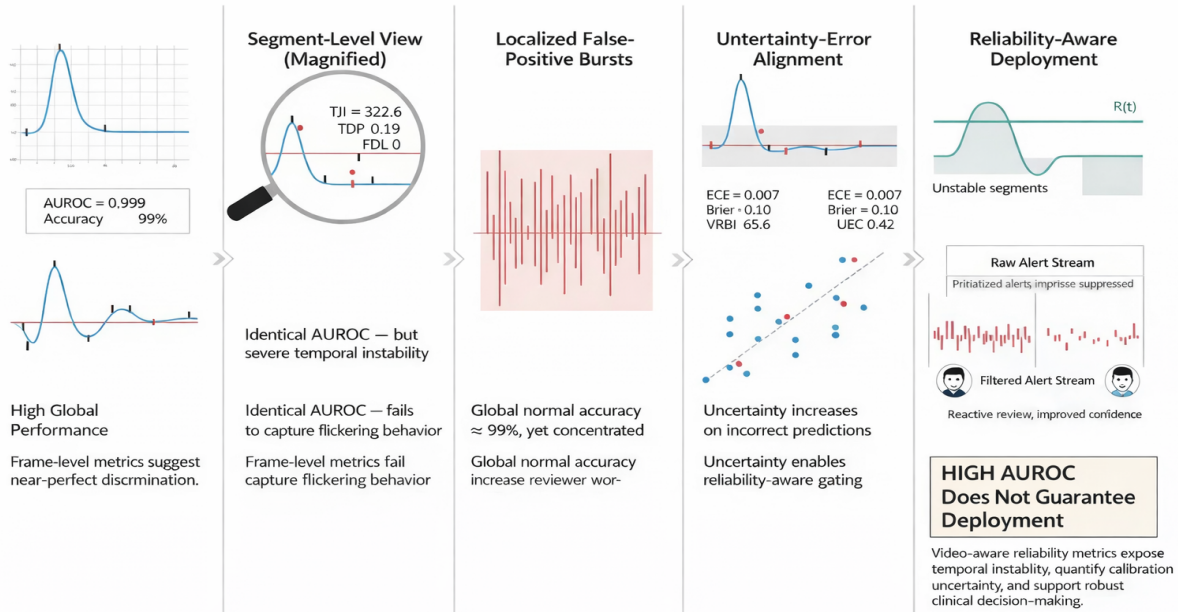 AUROC = 0,999
Accuracy 99%
High Global
Performance
Frame-level metrics suggest
near-perfect discrmination.
Segment-Level View
(Magnified)
TJI = 322.6
TDP 0.19
FDL 0
Identical AUROC — but
severe temporal instability
Identical AUROC — fails
to capture flickering behavior
Frame-level metrics fail
capture flickering behavior
Localized False-
Positive Bursts
Global normal accuracy
≈ 99%, yet concentrated
Global normal accuracy
increase reviewer wor-
Untertainty-Error
Alignment
ECE = 0.007
Brier · 0.10
VRBI 65.6
ECE = 0.007
Brier = 0.10
UEC 0.42
Uncertainty increases
on incorrect predictions
Uncertainty enables
reliability-aware gating
Reliability-Aware
Deployment
R(t)
Unstable segments
Raw Alert Stream
alerts suppressed
Filtered Alert Stream
Reactive review, improved confidence
HIGH AUROC
Does Not Guarantee
Deployment
Video-aware reliability metrics expose
temporal instablity, quantify calibration
uncertainty, and support robust
clinical decision-making.